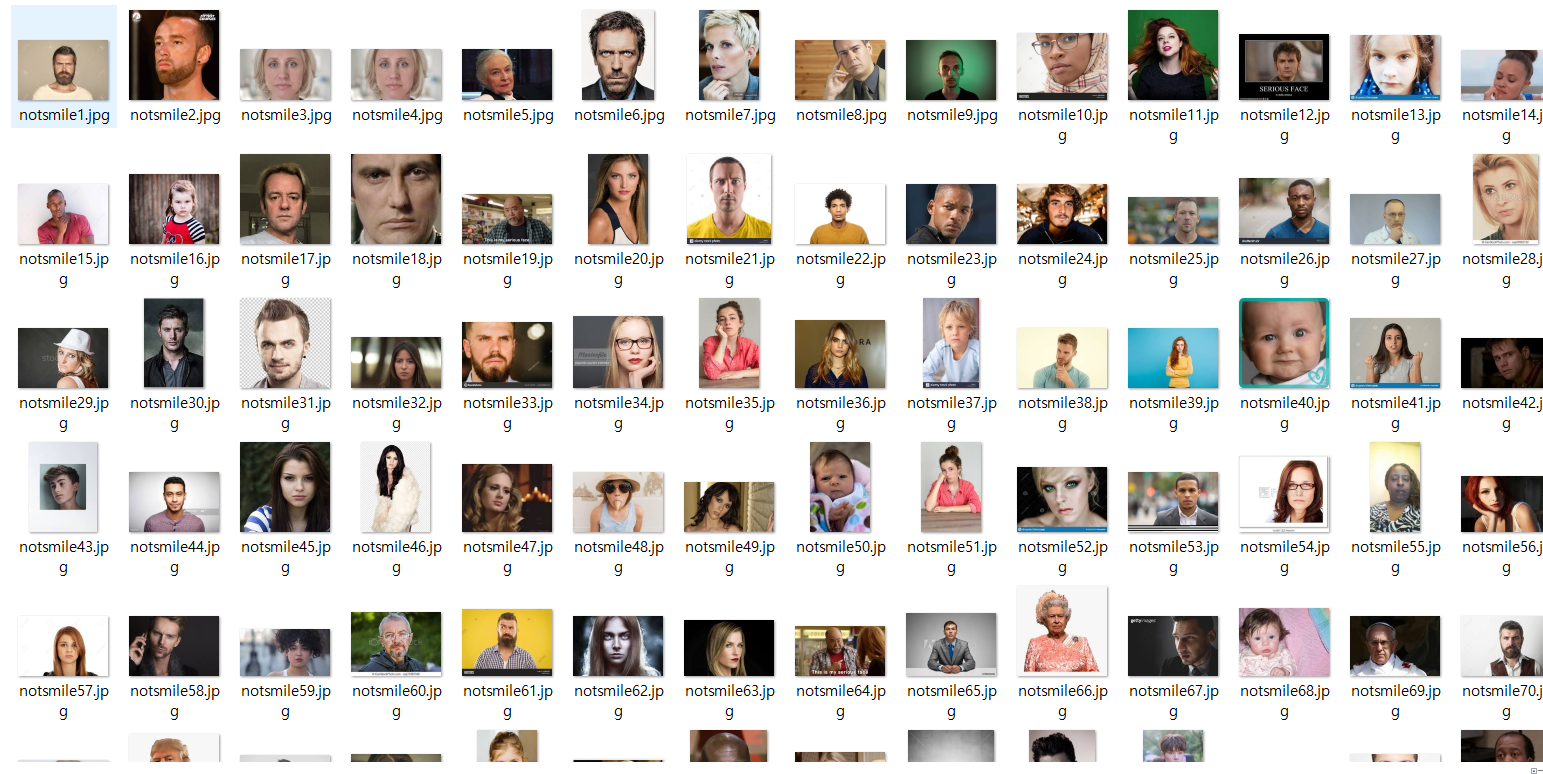 notsmile1.jpg notsmile2.jpg notsmile3.jpg notsmile4.jpg notsmile5.jpg notsmile6.jpg notsmile7.jpg notsmile8.jpg notsmile9.jpg notsmile10.jp notsmile11.jp notsmile12.jp notsmile13.jp notsmile14.j
g g g g
SERIOUS FACE
notsmile15.jp notsmile16.jp notsmile17.jp notsmile18.jp notsmile19.jp notsmile20.jp notsmile21.jp notsmile22.jp notsmile23.jp notsmile24.jp notsmile25.jp notsmile26.jp notsmile27.jp notsmile28.jp
g g g g g g g g g g g g g g
This is my serious face
notsmile29.jp notsmile30.jp notsmile31.jp notsmile32.jp notsmile33.jp notsmile34.jp notsmile35.jp notsmile36.jp notsmile37.jp notsmile38.jp notsmile39.jp notsmile40.jp notsmile41.jp notsmile42.jp
g g g g g g g g g g g g g g
notsmile43.jp notsmile44.jp notsmile45.jp notsmile46.jp notsmile47.jp notsmile48.jp notsmile49.jp notsmile50.jp notsmile51.jp notsmile52.jp notsmile53.jp notsmile54.jp notsmile55.jp notsmile56.jp
g g g g g g g g g g g g g g
gettyimages
This is my serious face
notsmile57.jp notsmile58.jp notsmile59.jp notsmile60.jp notsmile61.jp notsmile62.jp notsmile63.jp notsmile64.jp notsmile65.jp notsmile66.jp notsmile67.jp notsmile68.jp notsmile69.jp notsmile70.jp
g g g g g g g g g g g g g g